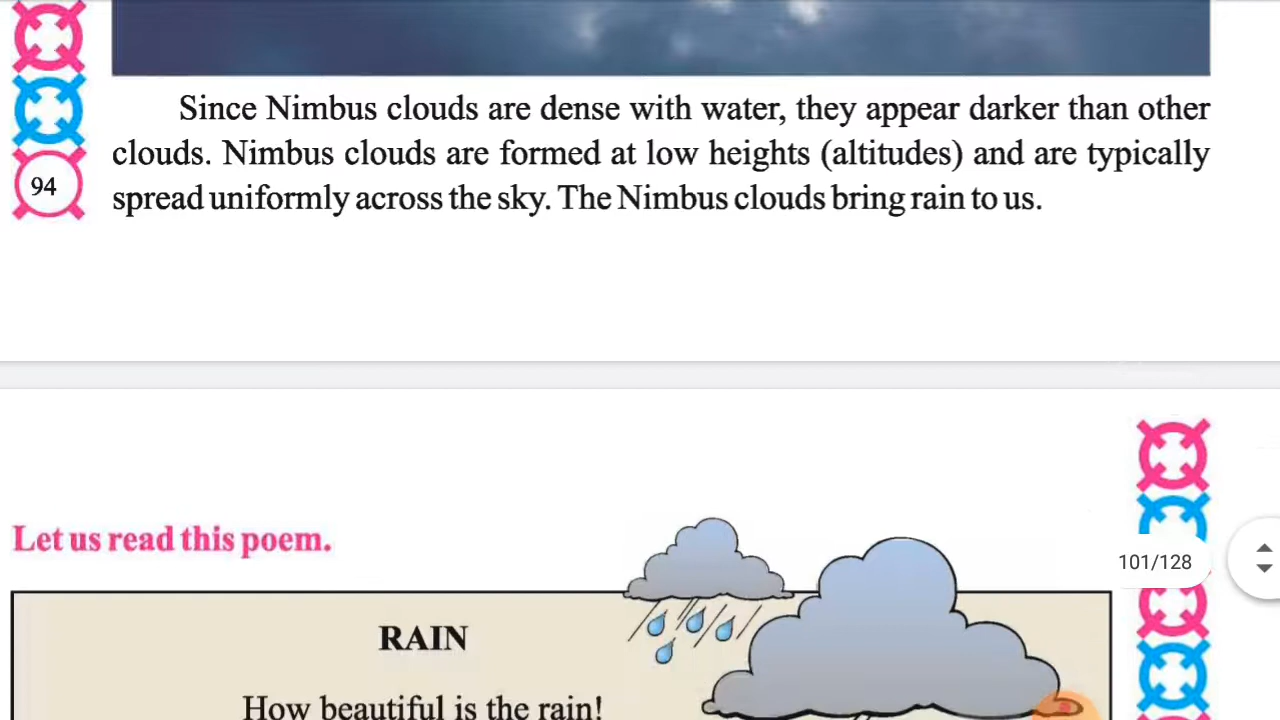 Since Nimbus clouds are dense with water, they appear darker than other
clouds. Nimbus clouds are formed at low heights (altitudes) and are typically
94
spread uniformly across the sky. The Nimbus clouds bring rain to us.
Let us read this poem.
101/128
RAIN
How beautiful is the rain!